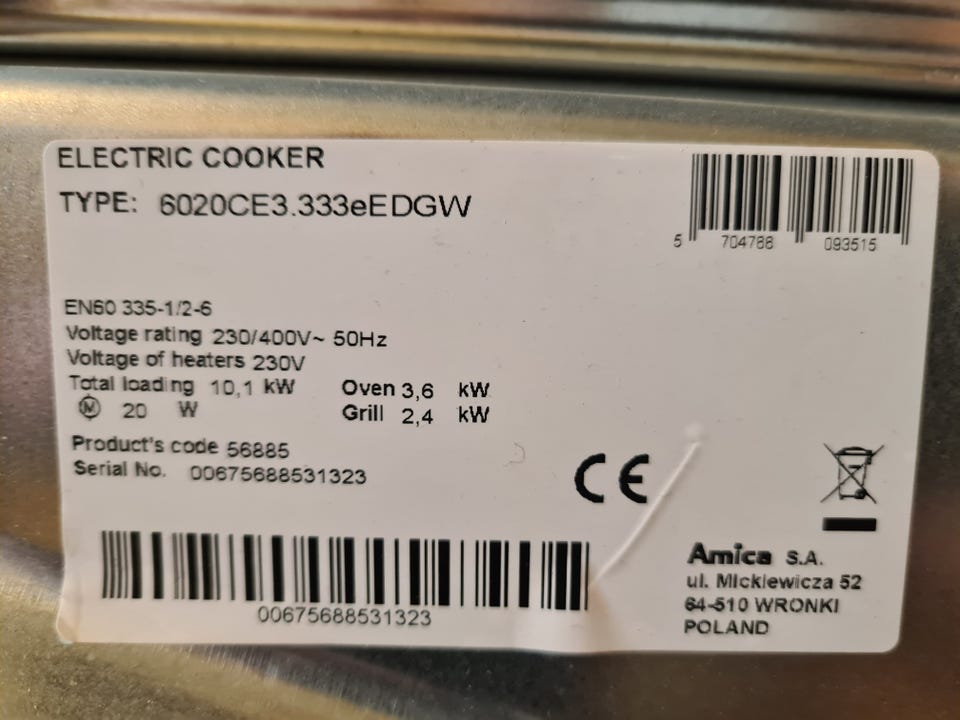 ELECTRIC COOKER
TYPE: 6020CE3.333eEDGW
5 704788 093515
EN60 335-1/2-6
Voltage rating 230/400V~ 50Hz
Voltage of heaters 230V
Total loading 10,1 kW Oven 3,6 kW
M 20 W Grill 2,4 kW
Product's code 56885
Serial No. 00675688531323
CE
00675688531323
Amica S.A.
ul. Mickiewicza 52
64-510 WRONKI
POLAND